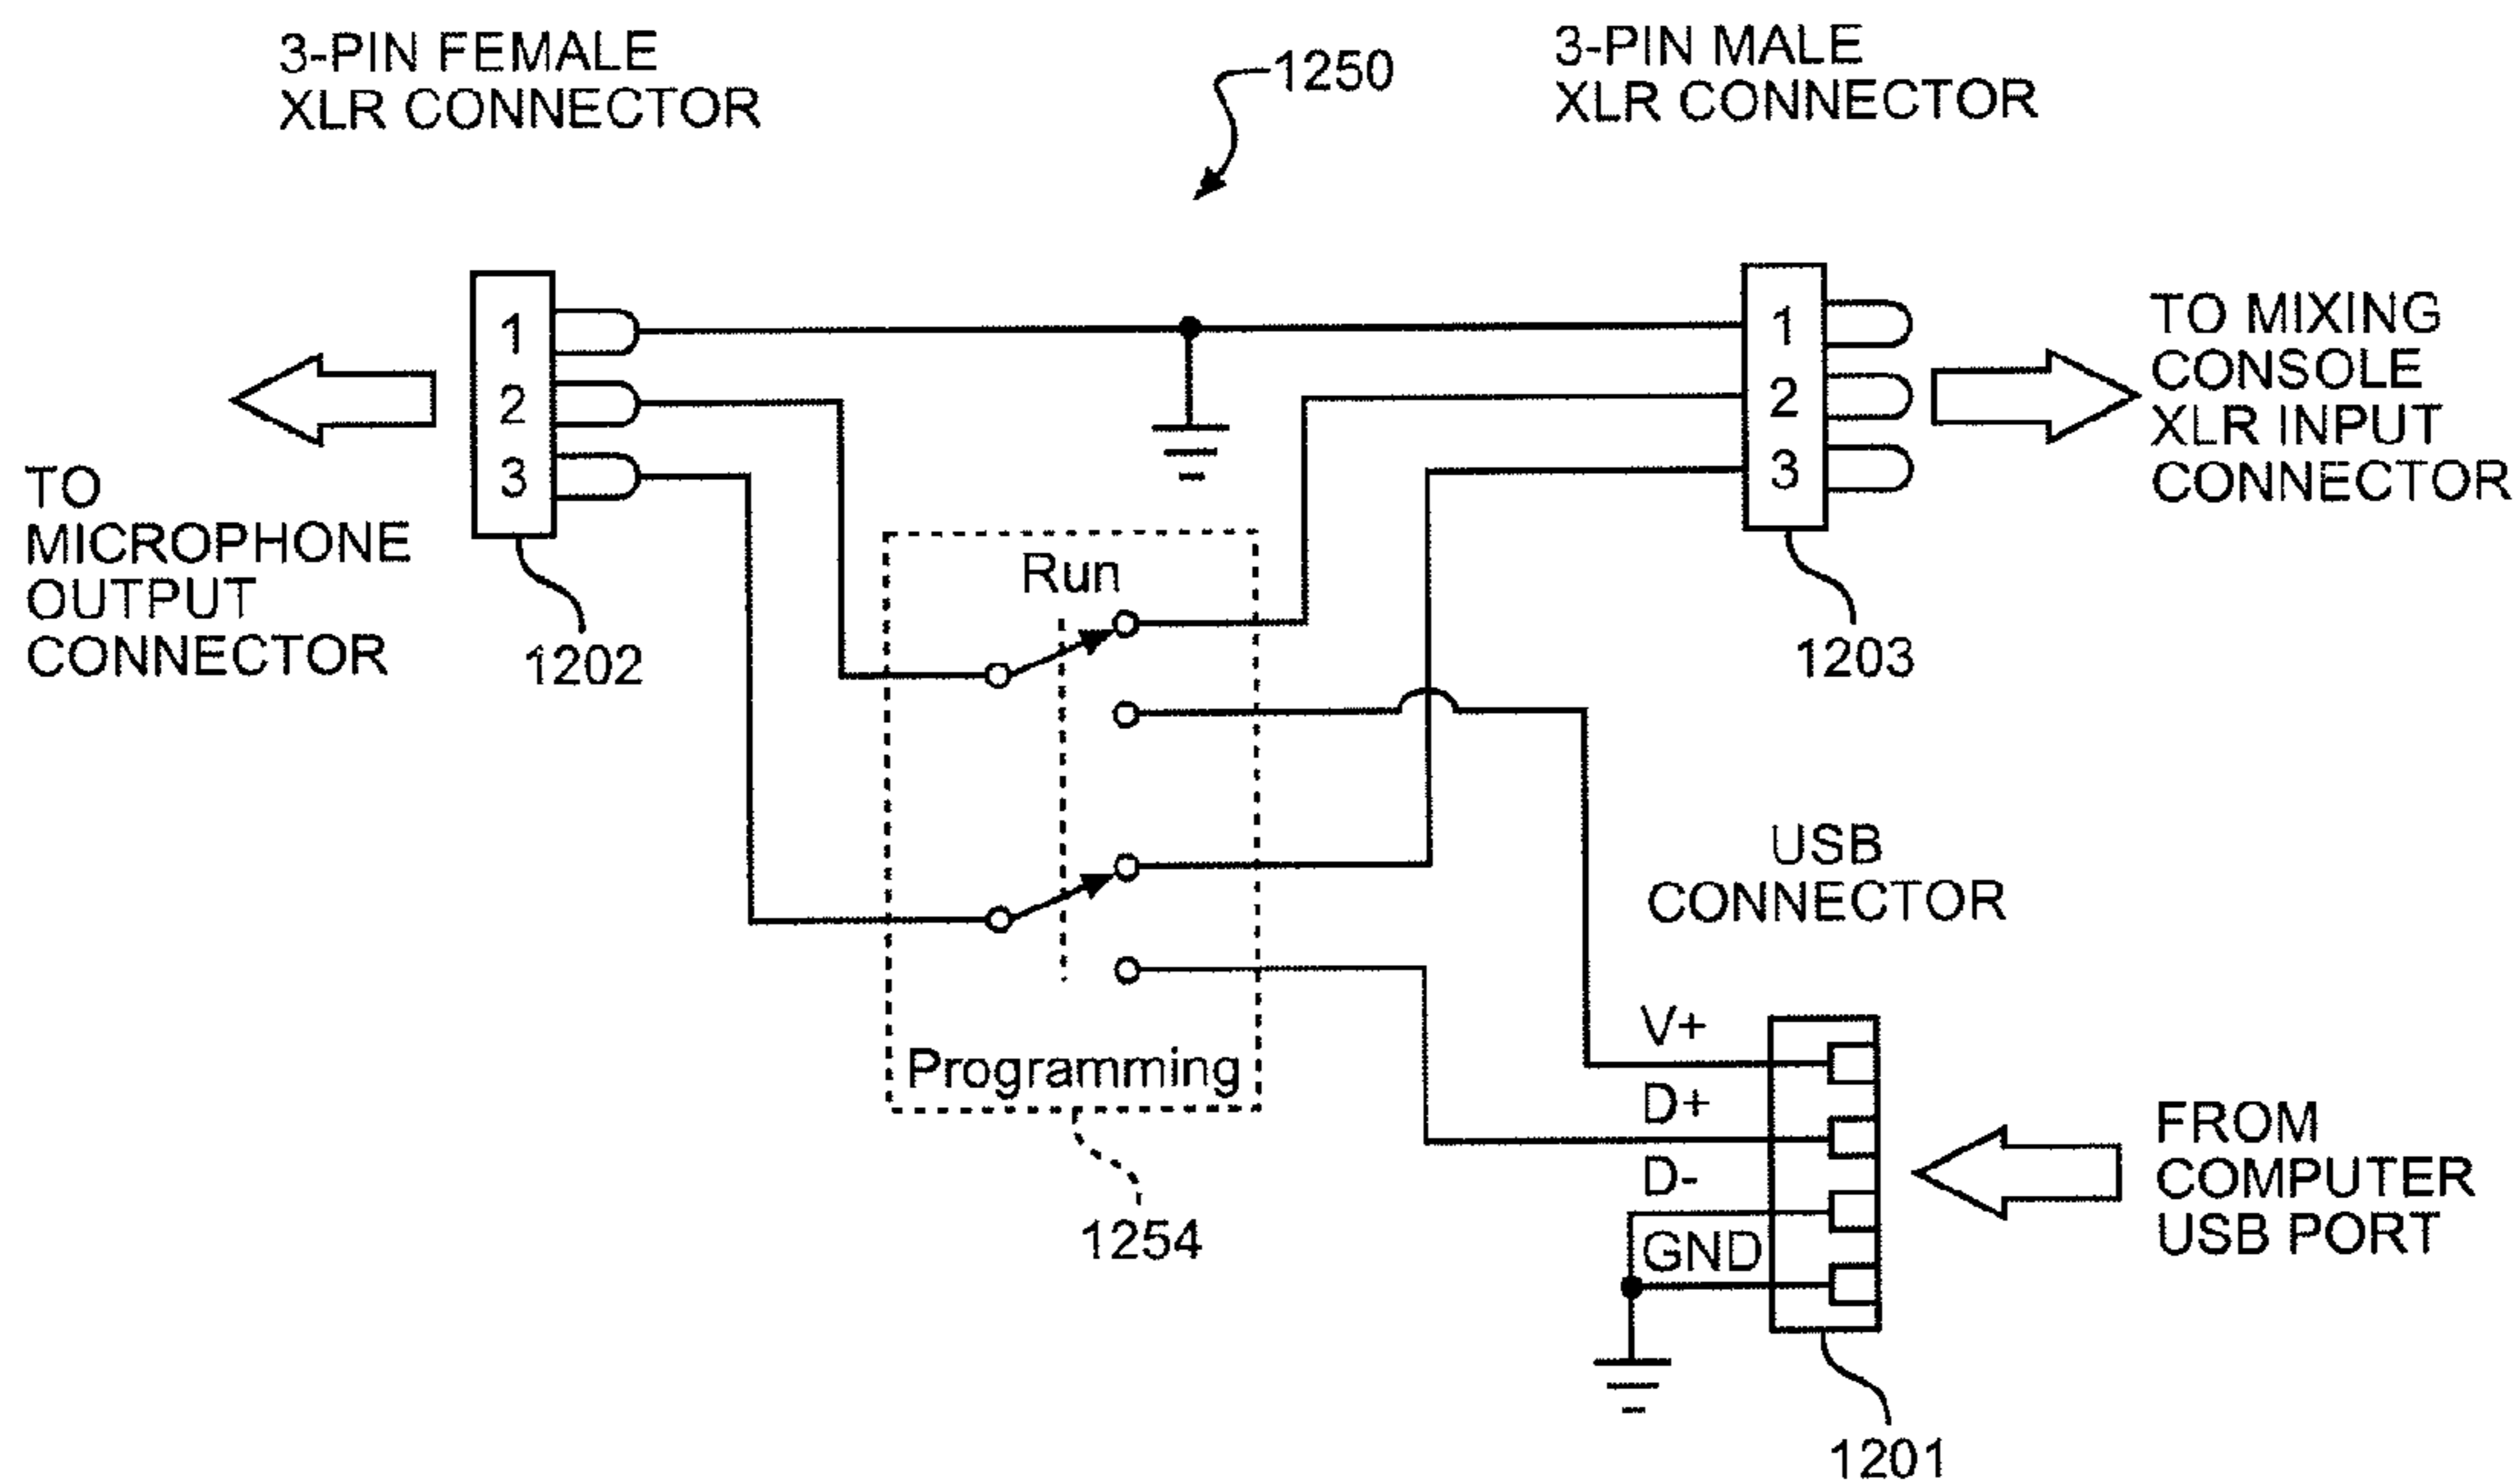 3-PIN FEMALE
XLR CONNECTOR
1250
3-PIN MALE
XLR CONNECTOR
1
2
3
1
2
3
TO MIXING
CONSOLE
XLR INPUT
CONNECTOR
TO
MICROPHONE
OUTPUT
CONNECTOR
1202
Run
1203
USB
CONNECTOR
Programming
1254
V+
D+
D-
GND
FROM
COMPUTER
USB PORT
1201